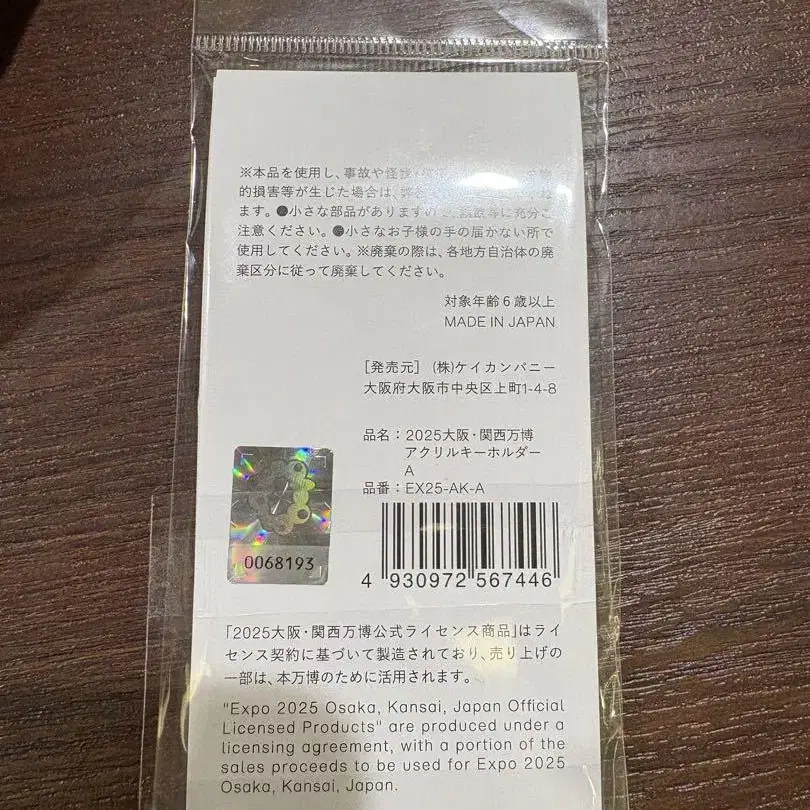 ※本品を使用し、事故や怪我・
的損害等が生じた場合は、
ます。●小さな部品がありますの 誤飲等に充分ご
注意ください。●小さなお子様の手の届かない所で
使用してください。※廃棄の際は、各地方自治体の廃
棄区分に従って廃棄してください。
対象年齢6歳以上
MADE IN JAPAN
[発売元] (株)ケイカンパニー
大阪府大阪市中央区上町1-4-8
品名：2025大阪・関西万博
アクリルキーホルダー
A
品番：EX25-AK-A
0068193
4 930972 567446
「2025大阪・関西万博公式ライセンス商品」はライ
センス契約に基づいて製造されており、売り上げの
一部は、本万博のために活用されます。
"Expo 2025 Osaka, Kansai, Japan Official
Licensed Products" are produced under a
licensing agreement, with a portion of the
sales proceeds to be used for Expo 2025
Osaka, Kansai, Japan.